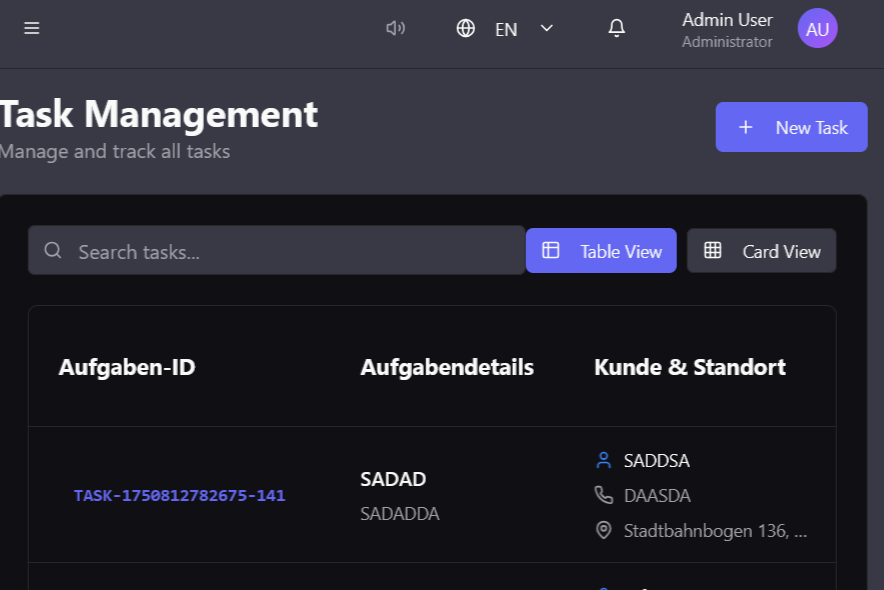 EN
Admin User
Administrator
AU
Task Management
Manage and track all tasks
New Task
Search tasks...
Table View
Card View
Aufgaben-ID
Aufgabendetails
Kunde & Standort
TASK-1750812782675-141
SADAD
SADADDA
SADDSA
DAASDA
Stadtbahnbogen 136, ...